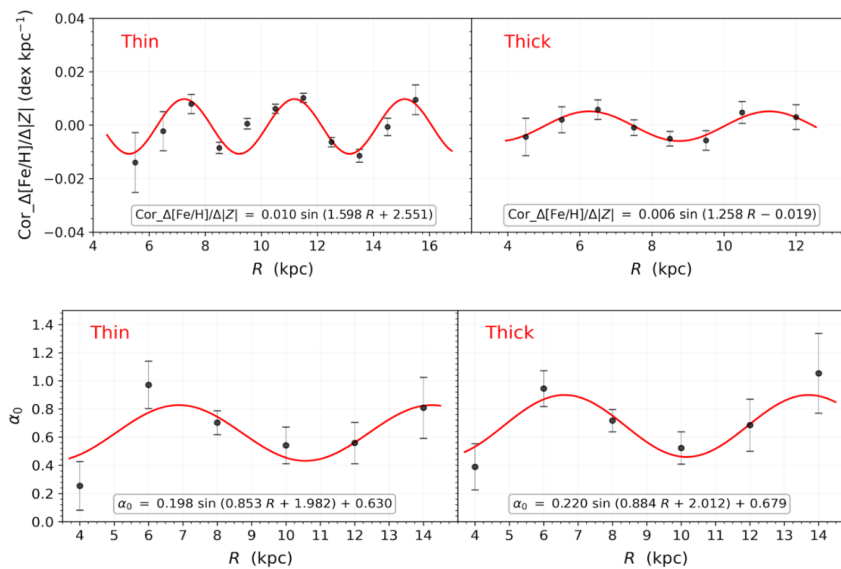 Cor_Δ[Fe/H]/Δ|Z| (dex kpc⁻¹)
0.04
0.02
0.00
−0.02
−0.04
Thin
Cor_Δ[Fe/H]/Δ|Z| = 0.010 sin (1.598 R + 2.551)
4 6 8 10 12 14 16
R (kpc)
Thick
Cor_Δ[Fe/H]/Δ|Z| = 0.006 sin (1.258 R − 0.019)
4 6 8 10 12
R (kpc)
α₀
1.4
1.2
1.0
0.8
0.6
0.4
0.2
0.0
Thin
α₀ = 0.198 sin (0.853 R + 1.982) + 0.630
4 5 6 7 8 9 10 11 12 13 14
R (kpc)
Thick
α₀ = 0.220 sin (0.884 R + 2.012) + 0.679
4 5 6 7 8 9 10 11 12 13 14
R (kpc)